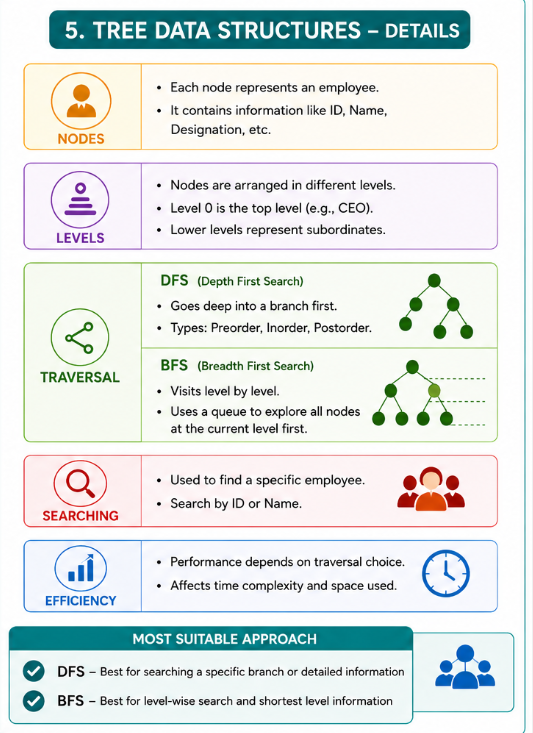 5. TREE DATA STRUCTURES – DETAILS
NODES
• Each node represents an employee.
• It contains information like ID, Name,
Designation, etc.
LEVELS
• Nodes are arranged in different levels.
• Level 0 is the top level (e.g., CEO).
• Lower levels represent subordinates.
TRAVERSAL
DFS (Depth First Search)
• Goes deep into a branch first.
• Types: Preorder, Inorder, Postorder.
BFS (Breadth First Search)
• Visits level by level.
• Uses a queue to explore all nodes
at the current level first.
SEARCHING
• Used to find a specific employee.
• Search by ID or Name.
EFFICIENCY
• Performance depends on traversal choice.
• Affects time complexity and space used.
MOST SUITABLE APPROACH
DFS – Best for searching a specific branch or detailed information
BFS – Best for level-wise search and shortest level information